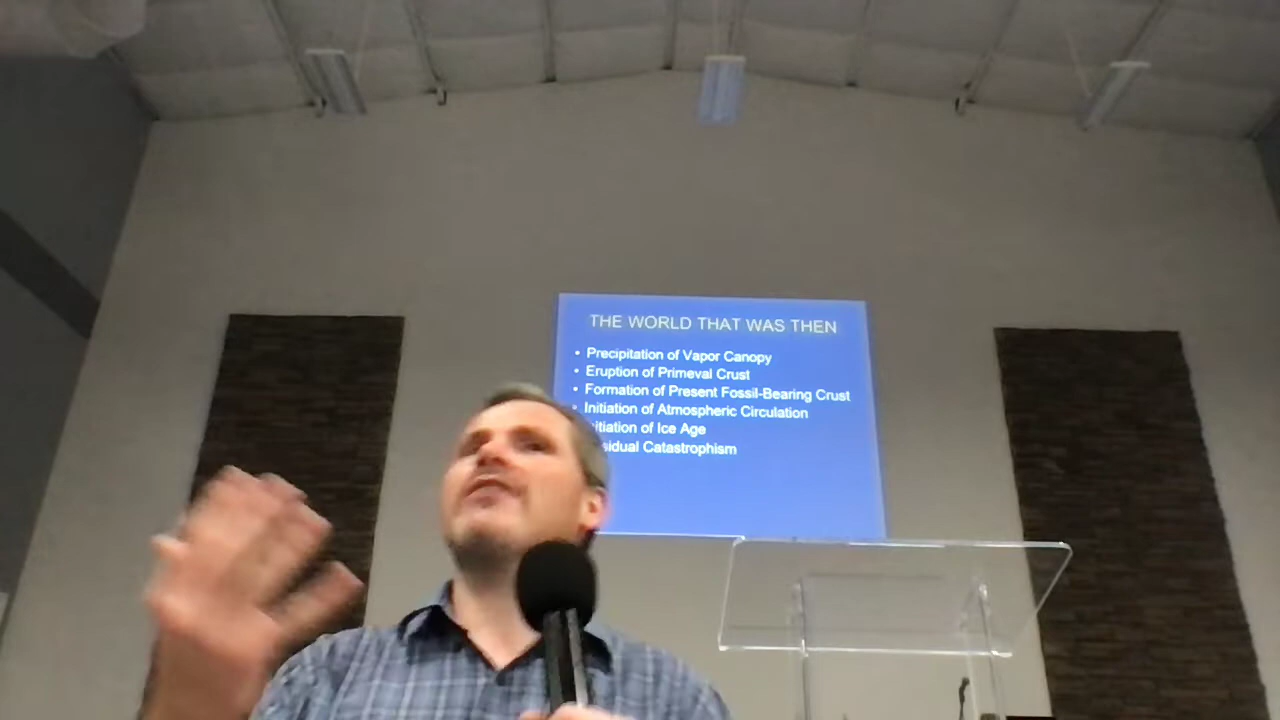 THE WORLD THAT WAS THEN
• Precipitation of Vapor Canopy
• Eruption of Primeval Crust
• Formation of Present Fossil-Bearing Crust
• Initiation of Atmospheric Circulation
of Ice Age
Catastrophism